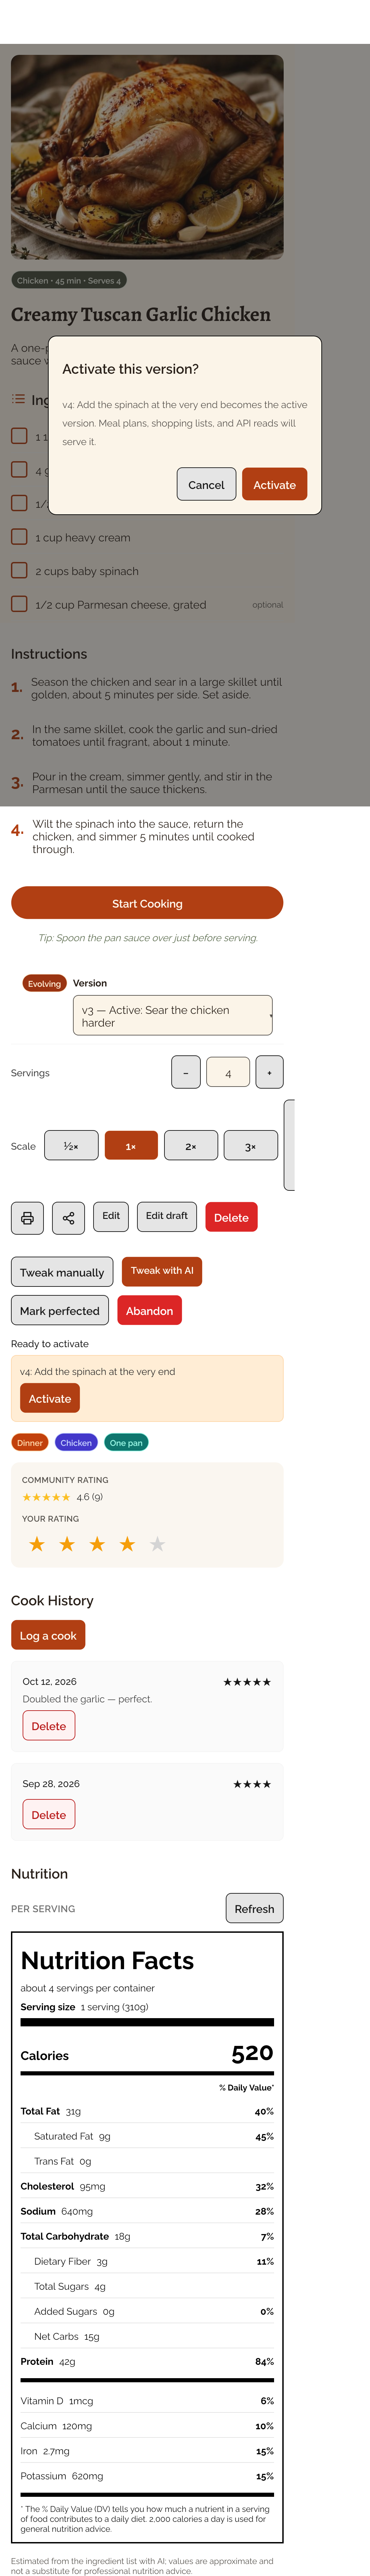 Chicken • 45 min • Serves 4
Creamy Tuscan Garlic Chicken
A one-p
sauce w
Activate this version?
v4: Add the spinach at the very end becomes the active
version. Meal plans, shopping lists, and API reads will
serve it.
Cancel
Activate
Ing
1 1
4 g
1/
1 cup heavy cream
2 cups baby spinach
1/2 cup Parmesan cheese, grated
optional
Instructions
1. Season the chicken and sear in a large skillet until
golden, about 5 minutes per side. Set aside.
2. In the same skillet, cook the garlic and sun-dried
tomatoes until fragrant, about 1 minute.
3. Pour in the cream, simmer gently, and stir in the
Parmesan until the sauce thickens.
4. Wilt the spinach into the sauce, return the
chicken, and simmer 5 minutes until cooked
through.
Start Cooking
Tip: Spoon the pan sauce over just before serving.
Evolving
Version
v3 — Active: Sear the chicken
harder
Servings
−
4
+
Scale
½×
1×
2×
3×
Edit
Edit draft
Delete
Tweak manually
Tweak with AI
Mark perfected
Abandon
Ready to activate
v4: Add the spinach at the very end
Activate
Dinner
Chicken
One pan
COMMUNITY RATING
★★★★★ 4.6 (9)
YOUR RATING
★ ★ ★ ★ ★
Cook History
Log a cook
Oct 12, 2026
★★★★★
Doubled the garlic — perfect.
Delete
Sep 28, 2026
★★★★
Delete
Nutrition
PER SERVING
Refresh
Nutrition Facts
about 4 servings per container
Serving size 1 serving (310g)
Calories 520
% Daily Value*
Total Fat 31g 40%
Saturated Fat 9g 45%
Trans Fat 0g
Cholesterol 95mg 32%
Sodium 640mg 28%
Total Carbohydrate 18g 7%
Dietary Fiber 3g 11%
Total Sugars 4g
Added Sugars 0g 0%
Net Carbs 15g
Protein 42g 84%
Vitamin D 1mcg 6%
Calcium 120mg 10%
Iron 2.7mg 15%
Potassium 620mg 15%
* The % Daily Value (DV) tells you how much a nutrient in a serving
of food contributes to a daily diet. 2,000 calories a day is used for
general nutrition advice.
Estimated from the ingredient list with AI; values are approximate and
not a substitute for professional nutrition advice.